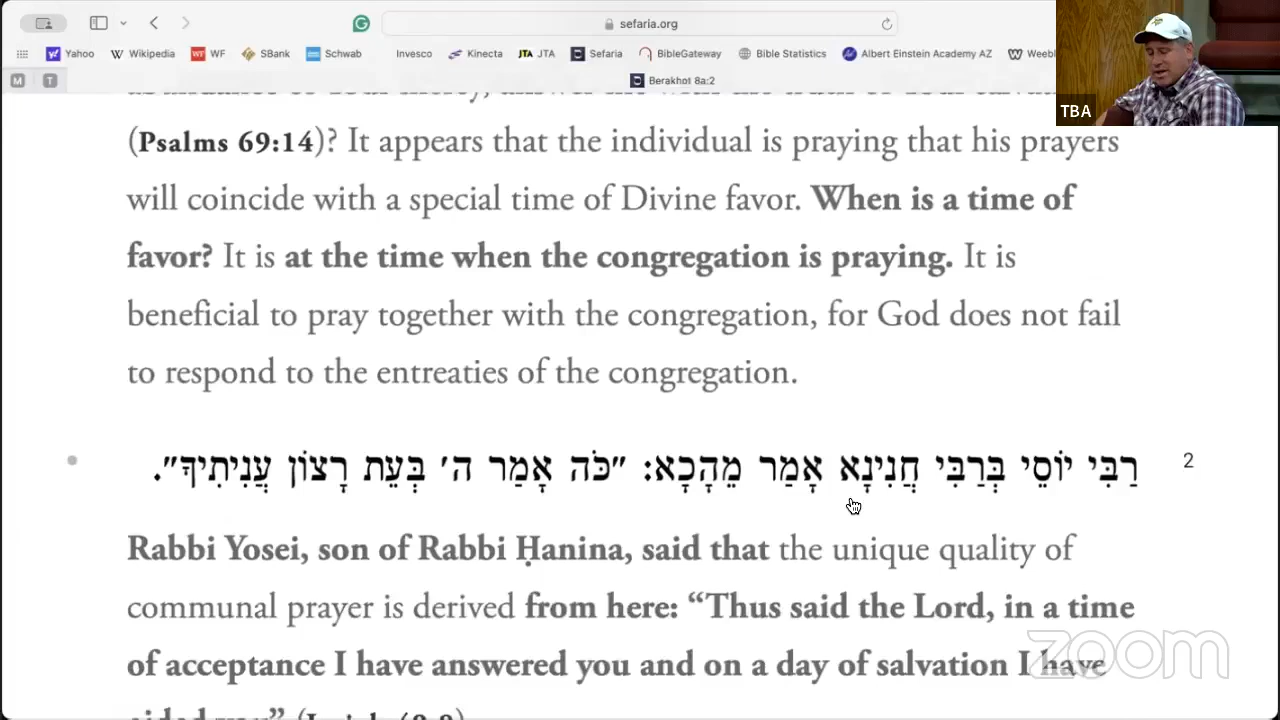 sefaria.org
Yahoo Wikipedia WF SBank Schwab Invesco Kinecta JTA JTA Sefaria BibleGateway Bible Statistics Albert Einstein Academy AZ
M T Berakhot 8a:2
TBA
(Psalms 69:14)? It appears that the individual is praying that his prayers
will coincide with a special time of Divine favor. When is a time of
favor? It is at the time when the congregation is praying. It is
beneficial to pray together with the congregation, for God does not fail
to respond to the entreaties of the congregation.
2
רַבִּי יוֹסֵי בְּרַבִּי חֲנִינָא אָמַר מֵהָכָא: ״כֹּה אָמַר ה׳ בְּעֵת רָצוֹן עֲנִיתִיךָ״.
Rabbi Yosei, son of Rabbi Ḥanina, said that the unique quality of
communal prayer is derived from here: “Thus said the Lord, in a time
of acceptance I have answered you and on a day of salvation I have
zoom